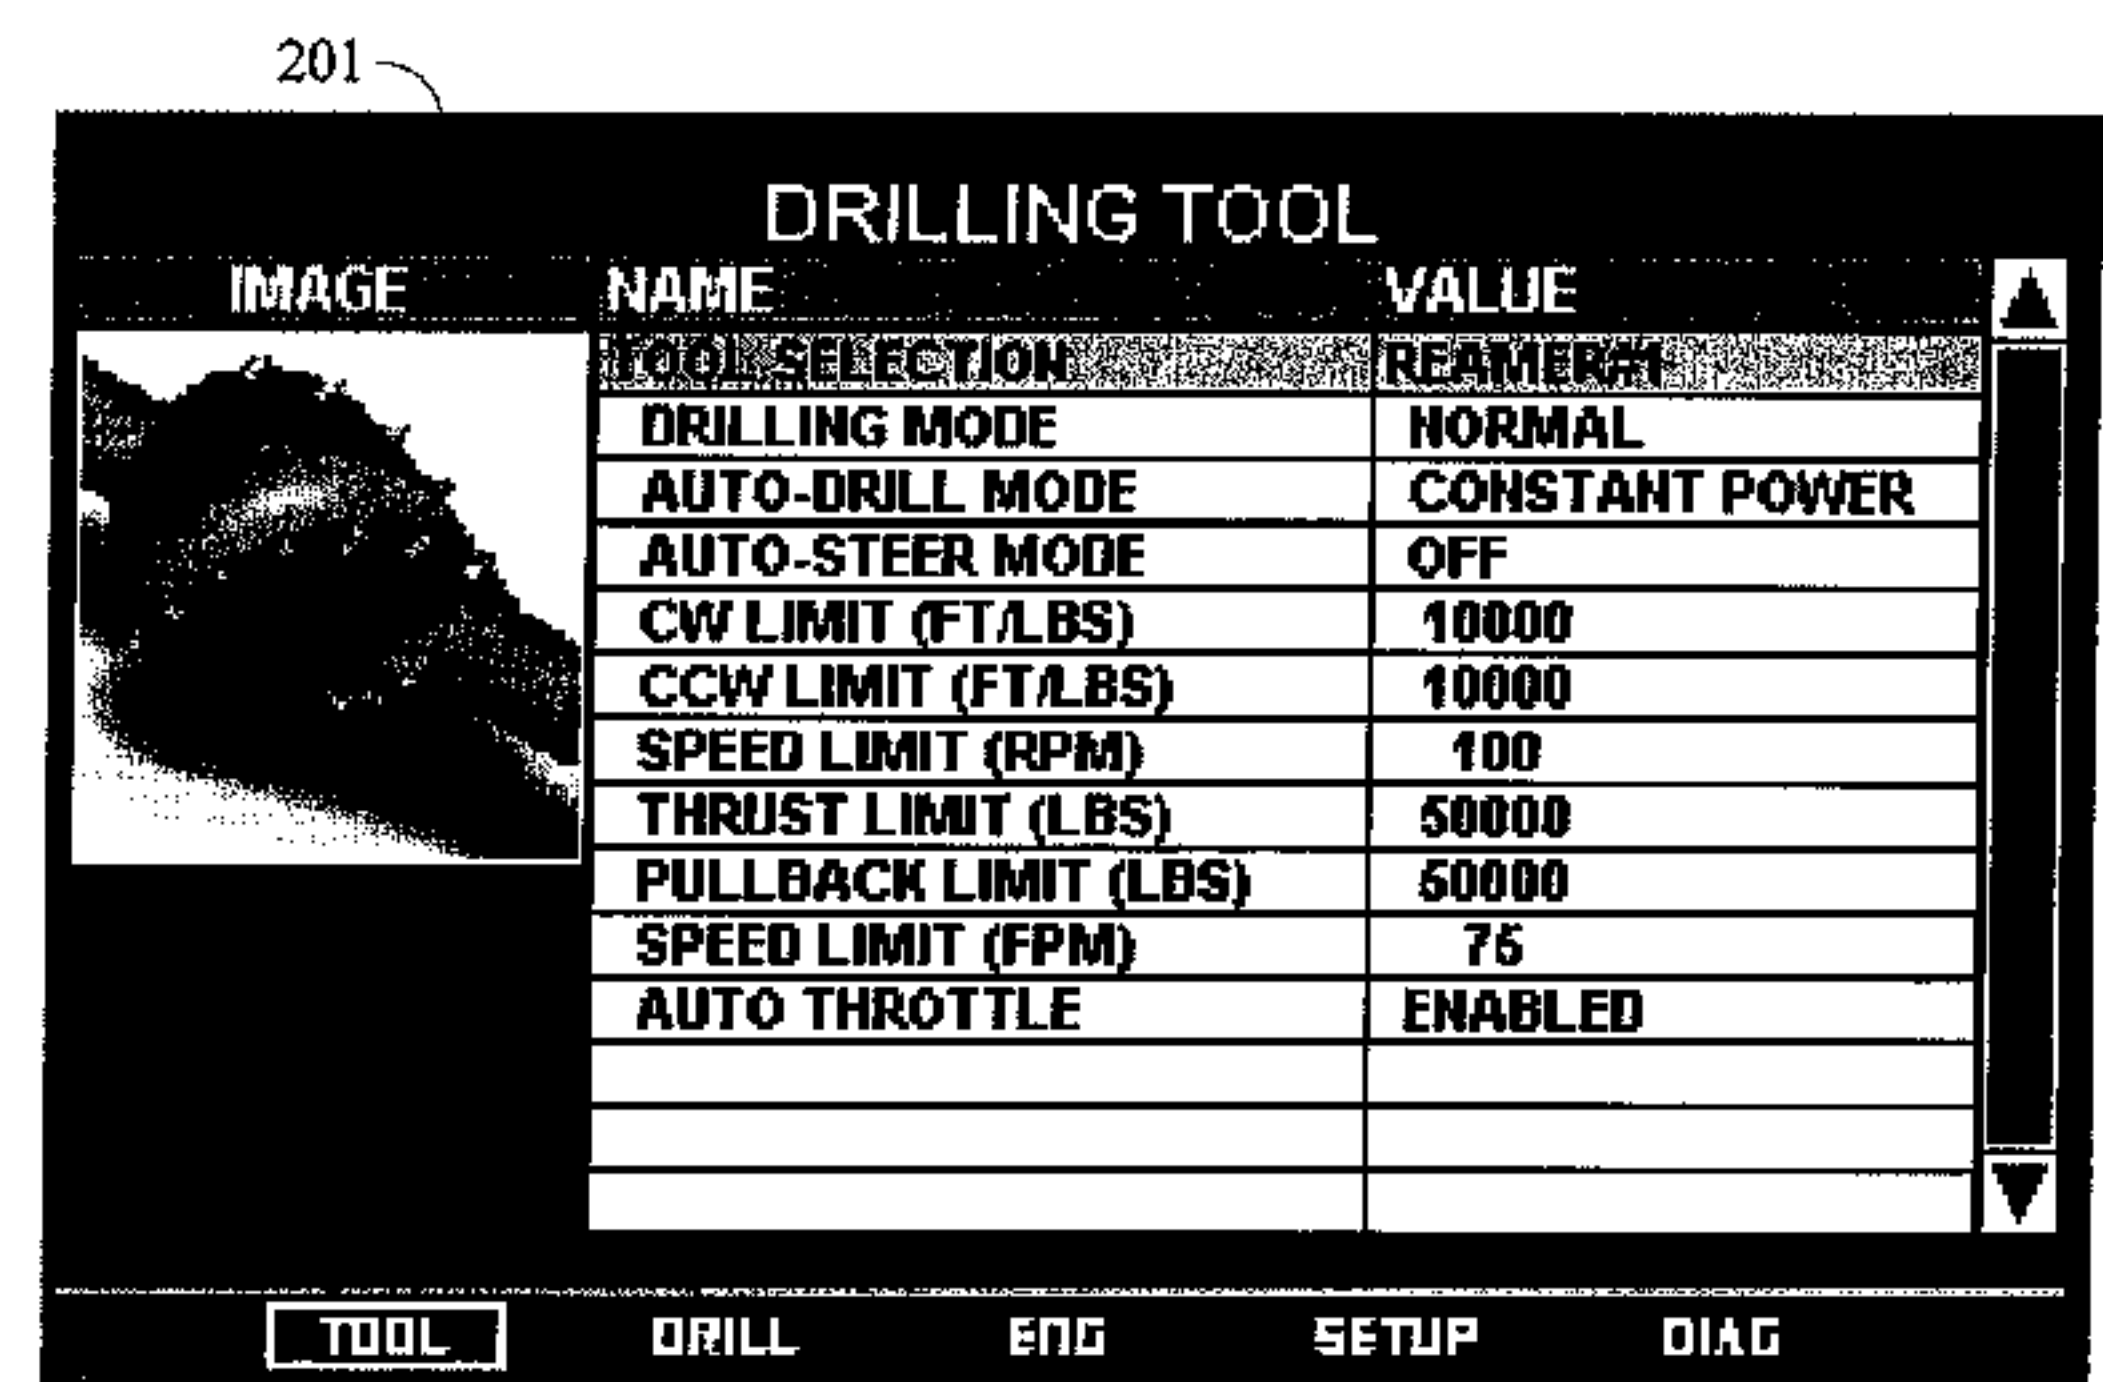 201
DRILLING TOOL
IMAGE NAME VALUE
TOOL SELECTION REAMER#1
DRILLING MODE NORMAL
AUTO-DRILL MODE CONSTANT POWER
AUTO-STEER MODE OFF
CW LIMIT (FT/LBS) 10000
CCW LIMIT (FT/LBS) 10000
SPEED LIMIT (RPM) 100
THRUST LIMIT (LBS) 50000
PULLBACK LIMIT (LBS) 50000
SPEED LIMIT (FPM) 75
AUTO THROTTLE ENABLED
TOOL DRILL ENG SETUP DIAG